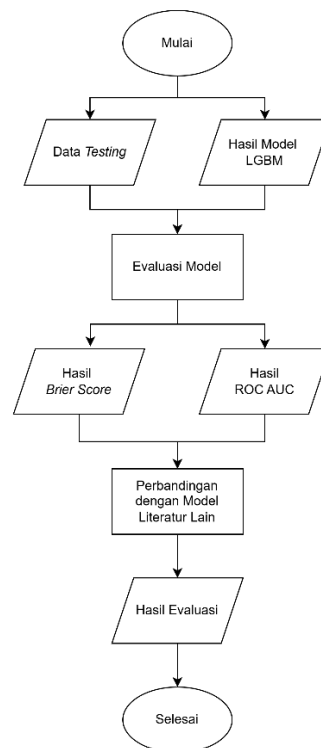 Mulai
Data Testing
Hasil Model
LGBM
Evaluasi Model
Hasil
Brier Score
Hasil
ROC AUC
Perbandingan
dengan Model
Literatur Lain
Hasil Evaluasi
Selesai